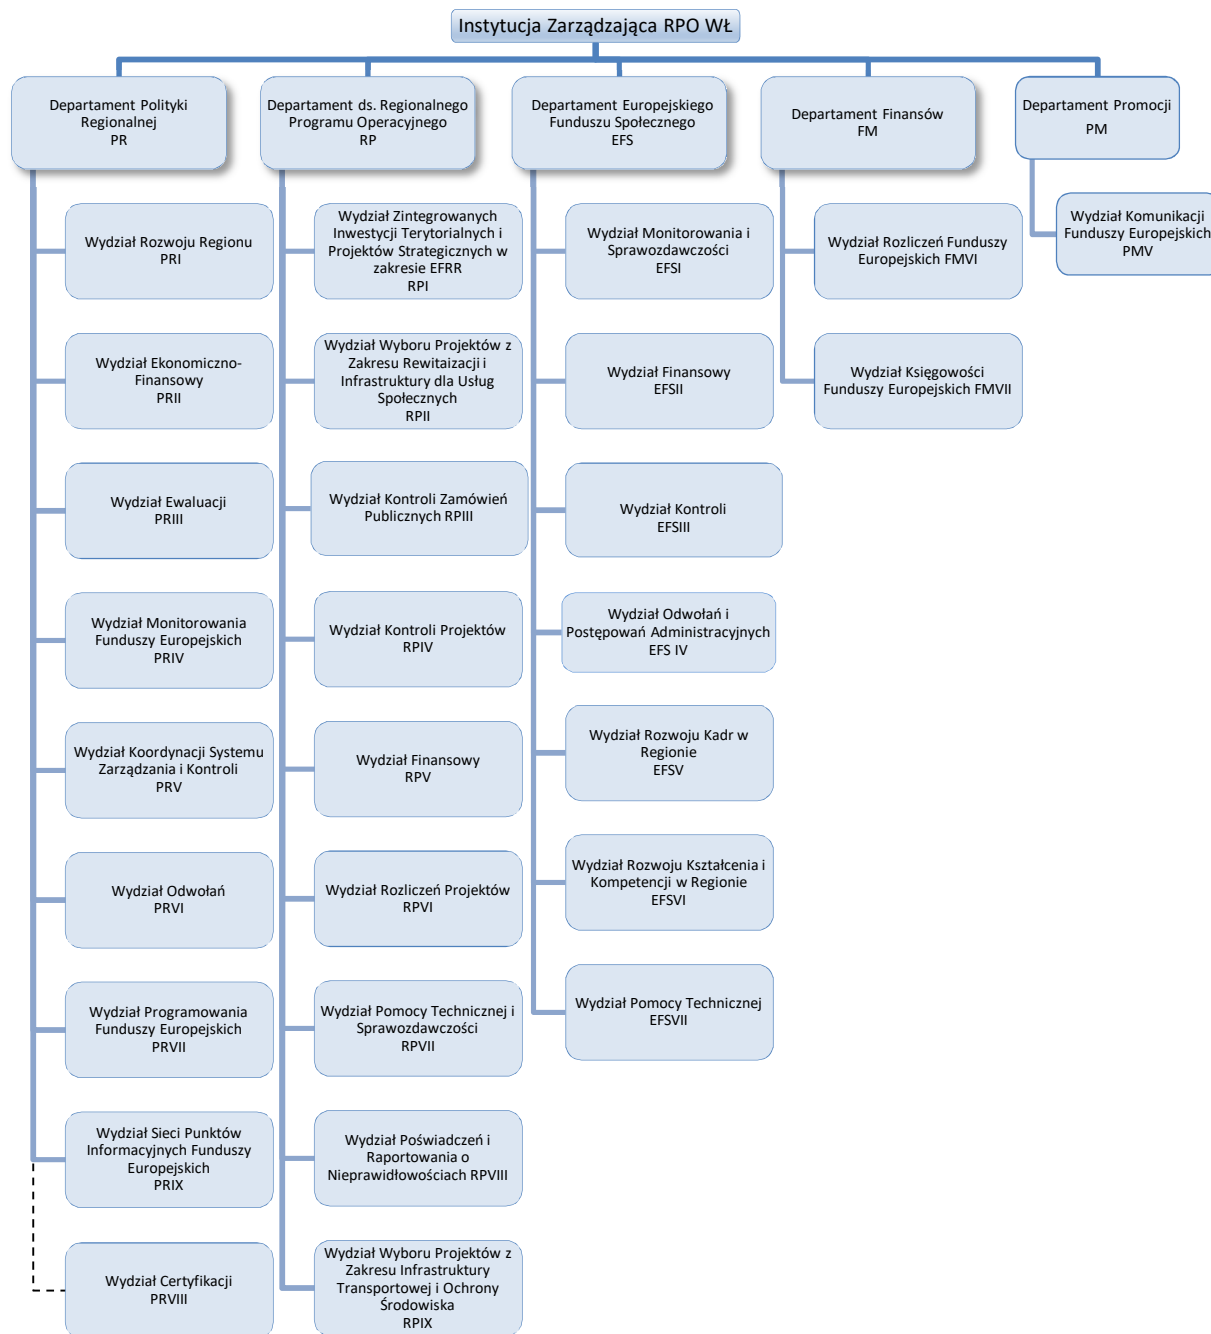 Instytucja Zarządzająca RPO WŁ
Departament Polityki
Regionalnej
PR
Departament ds. Regionalnego
Programu Operacyjnego
RP
Departament Europejskiego
Funduszu Społecznego
EFS
Departament Finansów
FM
Departament Promocji
PM
Wydział Rozwoju Regionu
PRI
Wydział Ekonomiczno-
Finansowy
PRII
Wydział Ewaluacji
PRIII
Wydział Monitorowania
Funduszy Europejskich
PRIV
Wydział Koordynacji Systemu
Zarządzania i Kontroli
PRV
Wydział Odwołań
PRVI
Wydział Programowania
Funduszy Europejskich
PRVII
Wydział Sieci Punktów
Informacyjnych Funduszy
Europejskich
PRIX
Wydział Certyfikacji
PRVIII
Wydział Zintegrowanych
Inwestycji Terytorialnych i
Projektów Strategicznych w
zakresie EFRR
RPI
Wydział Wyboru Projektów z
Zakresu Rewitaizacji i
Infrastruktury dla Usług
Społecznych
RPII
Wydział Kontroli Zamówień
Publicznych RPIII
Wydział Kontroli Projektów
RPIV
Wydział Finansowy
RPV
Wydział Rozliczeń Projektów
RPVI
Wydział Pomocy Technicznej i
Sprawozdawczości
RPVII
Wydział Poświadczeń i
Raportowania o
Nieprawidłowościach RPVIII
Wydział Wyboru Projektów z
Zakresu Infrastruktury
Transportowej i Ochrony
Środowiska
RPIX
Wydział Monitorowania i
Sprawozdawczości
EFSI
Wydział Finansowy
EFSII
Wydział Kontroli
EFSIII
Wydział Odwołań i
Postępowań Administracyjnych
EFS IV
Wydział Rozwoju Kadr w
Regionie
EFSV
Wydział Rozwoju Kształcenia i
Kompetencji w Regionie
EFSVI
Wydział Pomocy Technicznej
EFSVII
Wydział Rozliczeń Funduszy
Europejskich FMVI
Wydział Księgowości
Funduszy Europejskich FMVII
Wydział Komunikacji
Funduszy Europejskich
PMV